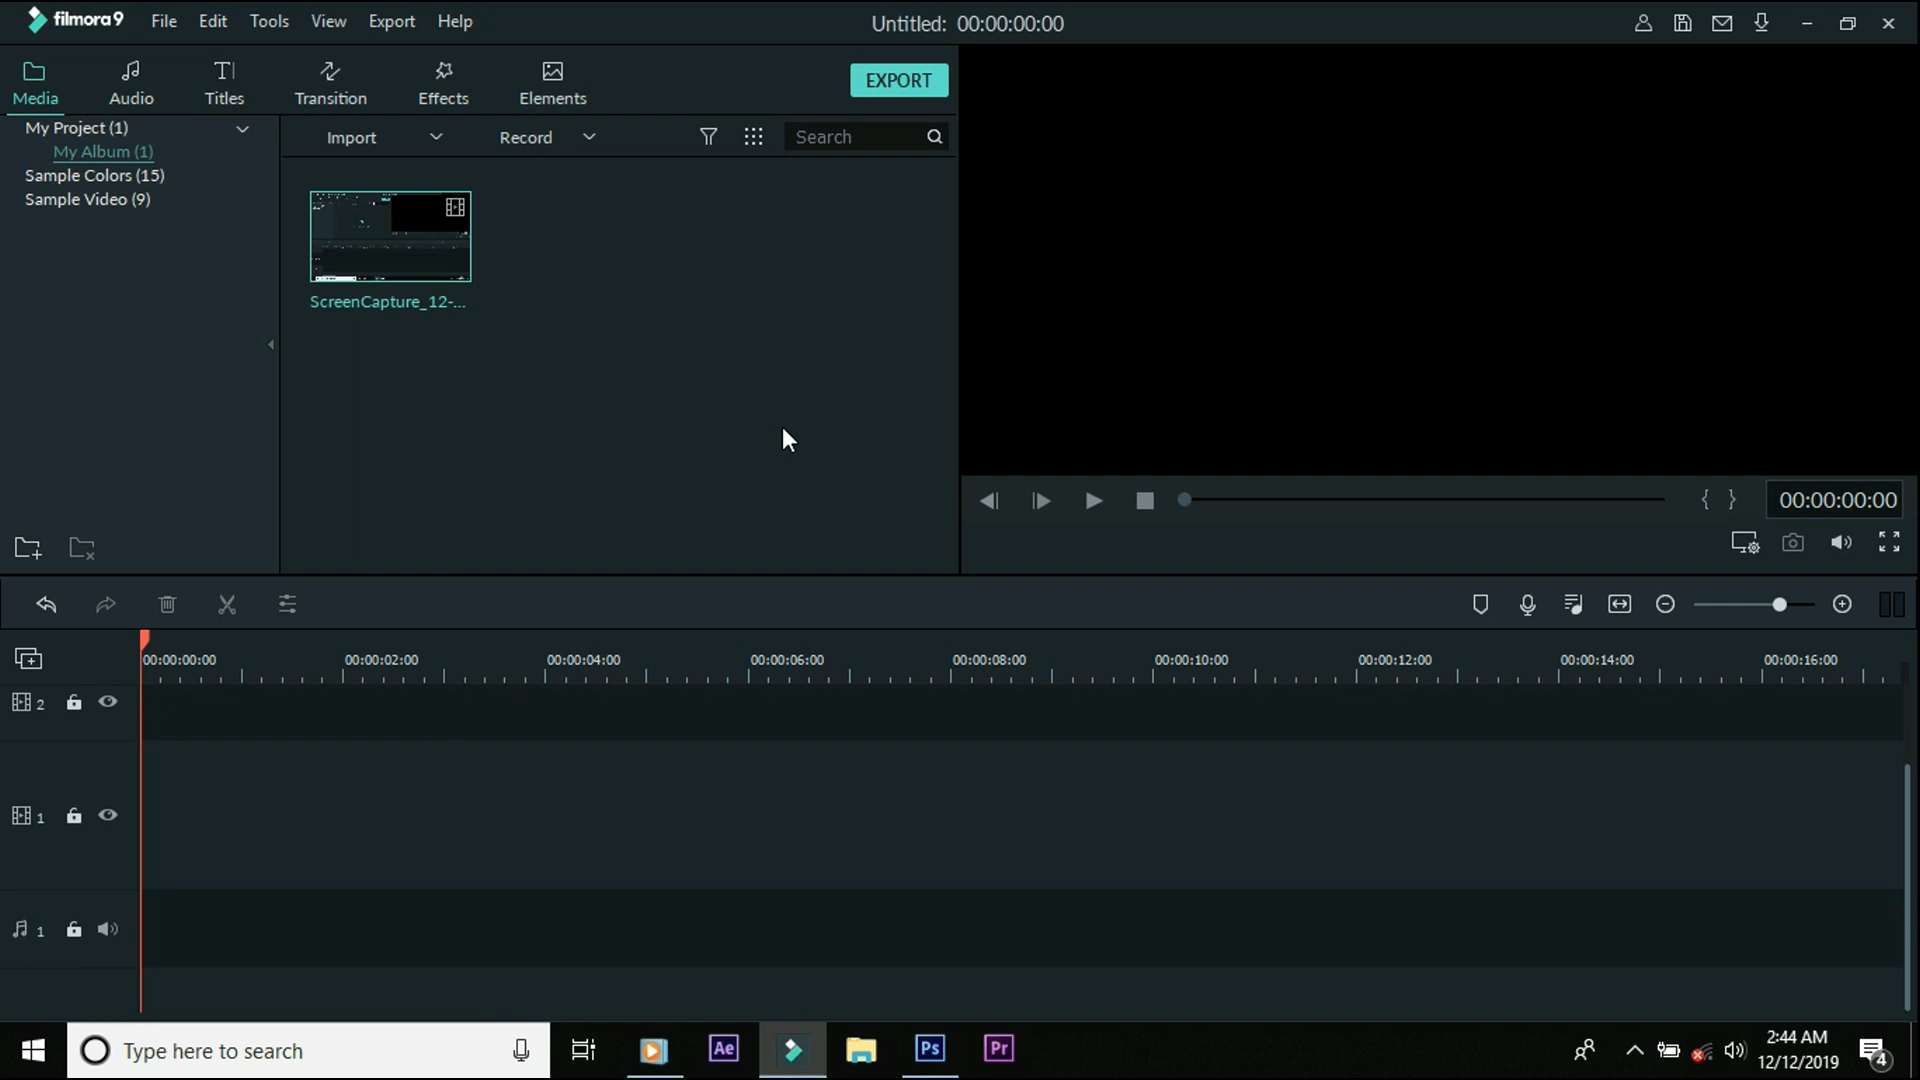 filmora9 File Edit Tools View Export Help
Untitled: 00:00:00:00
Media Audio Titles Transition Effects Elements
EXPORT
My Project (1)
My Album (1)
Sample Colors (15)
Sample Video (9)
Import Record Search
ScreenCapture_12-...
{ } 00:00:00:00
00:00:00:00 00:00:02:00 00:00:04:00 00:00:06:00 00:00:08:00 00:00:10:00 00:00:12:00 00:00:14:00 00:00:16:00
2
1
1
Type here to search
Ae
Ps
Pr
2:44 AM
12/12/2019
4